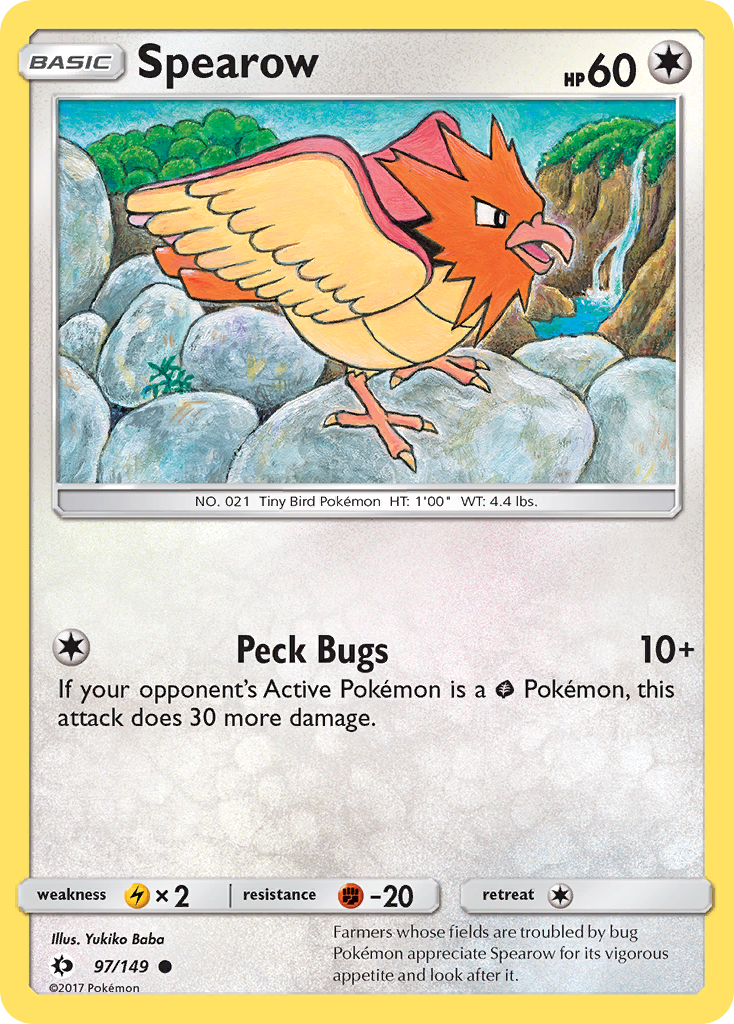 BASIC Spearow HP 60
NO. 021 Tiny Bird Pokémon HT: 1'00" WT: 4.4 lbs.
Peck Bugs 10+
If your opponent's Active Pokémon is a Pokémon, this
attack does 30 more damage.
weakness ×2 resistance -20 retreat
Illus. Yukiko Baba
97/149
©2017 Pokémon
Farmers whose fields are troubled by bug
Pokémon appreciate Spearow for its vigorous
appetite and look after it.